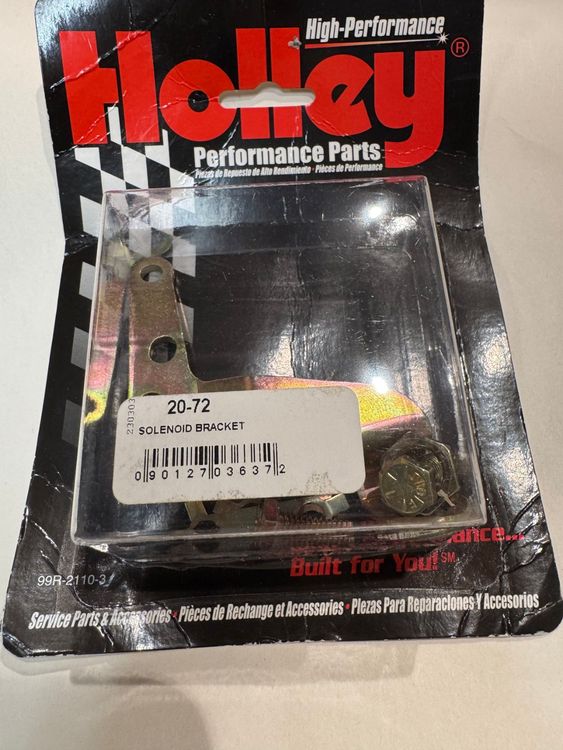 High-Performance
Holley®
Performance Parts
Piezas de Repuesto de Alto Rendimiento · Pièces de Performance
230303
20-72
SOLENOID BRACKET
0 90127 03637 2
Built for You!℠
99R-2110-3
Service Parts & Accessories · Pièces de Rechange et Accessories · Piezas Para Reparaciones Y Accesorios